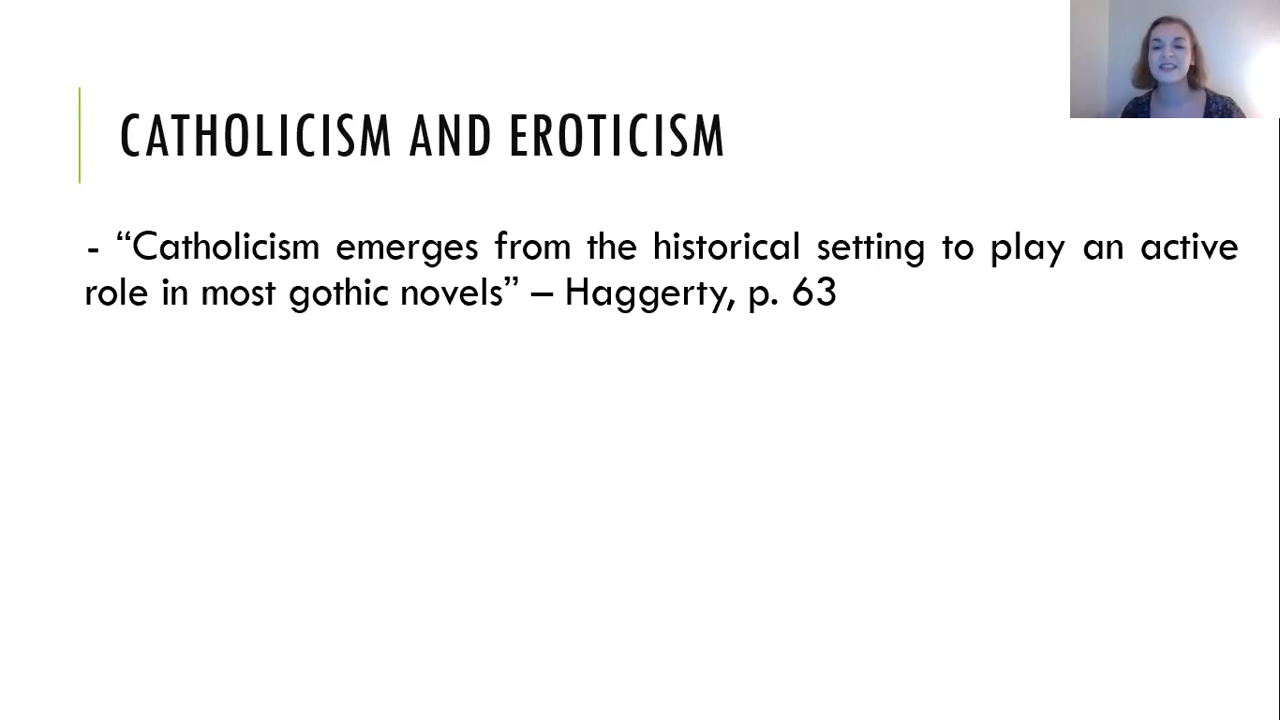 CATHOLICISM AND EROTICISM
- “Catholicism emerges from the historical setting to play an active
role in most gothic novels” – Haggerty, p. 63